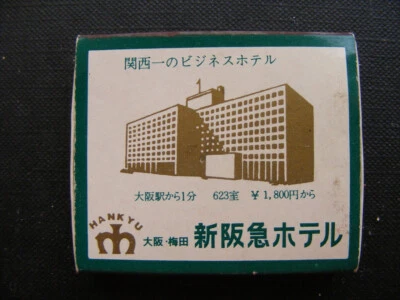 関西一のビジネスホテル
大阪駅から1分 623室 ¥1,800円から
HANKYU
大阪・梅田 新阪急ホテル